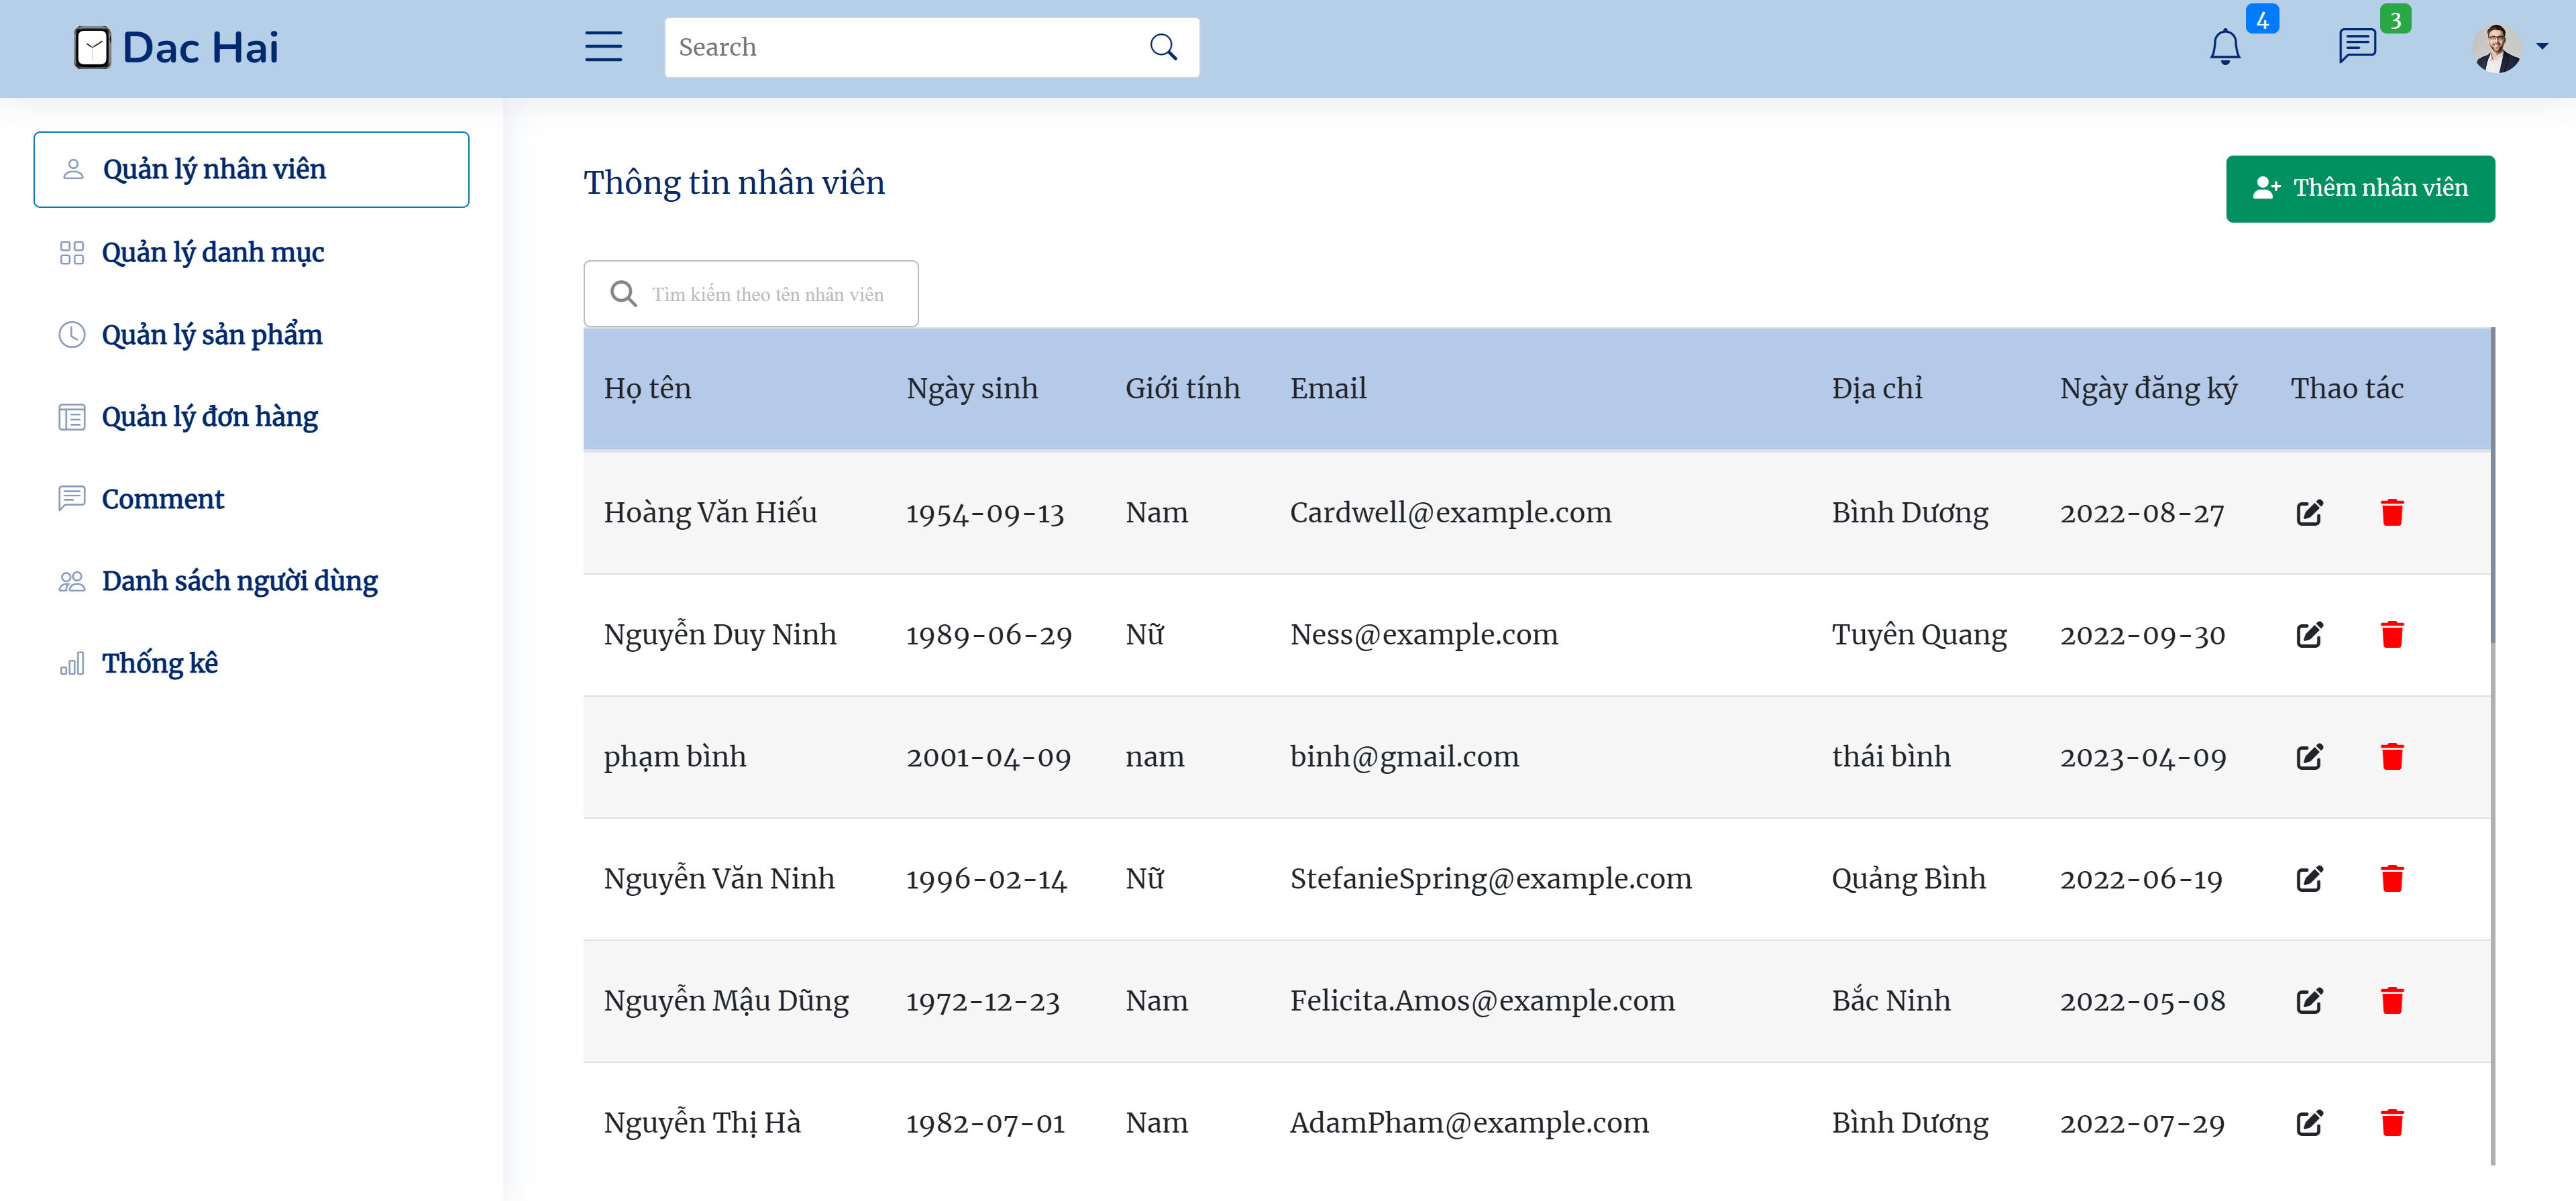 Dac Hai
Search
4
3
Quản lý nhân viên
Quản lý danh mục
Quản lý sản phẩm
Quản lý đơn hàng
Comment
Danh sách người dùng
Thống kê
Thông tin nhân viên
Thêm nhân viên
Tìm kiếm theo tên nhân viên
Họ tên Ngày sinh Giới tính Email Địa chỉ Ngày đăng ký Thao tác
Hoàng Văn Hiếu 1954-09-13 Nam Cardwell@example.com Bình Dương 2022-08-27
Nguyễn Duy Ninh 1989-06-29 Nữ Ness@example.com Tuyên Quang 2022-09-30
phạm bình 2001-04-09 nam binh@gmail.com thái bình 2023-04-09
Nguyễn Văn Ninh 1996-02-14 Nữ StefanieSpring@example.com Quảng Bình 2022-06-19
Nguyễn Mậu Dũng 1972-12-23 Nam Felicita.Amos@example.com Bắc Ninh 2022-05-08
Nguyễn Thị Hà 1982-07-01 Nam AdamPham@example.com Bình Dương 2022-07-29